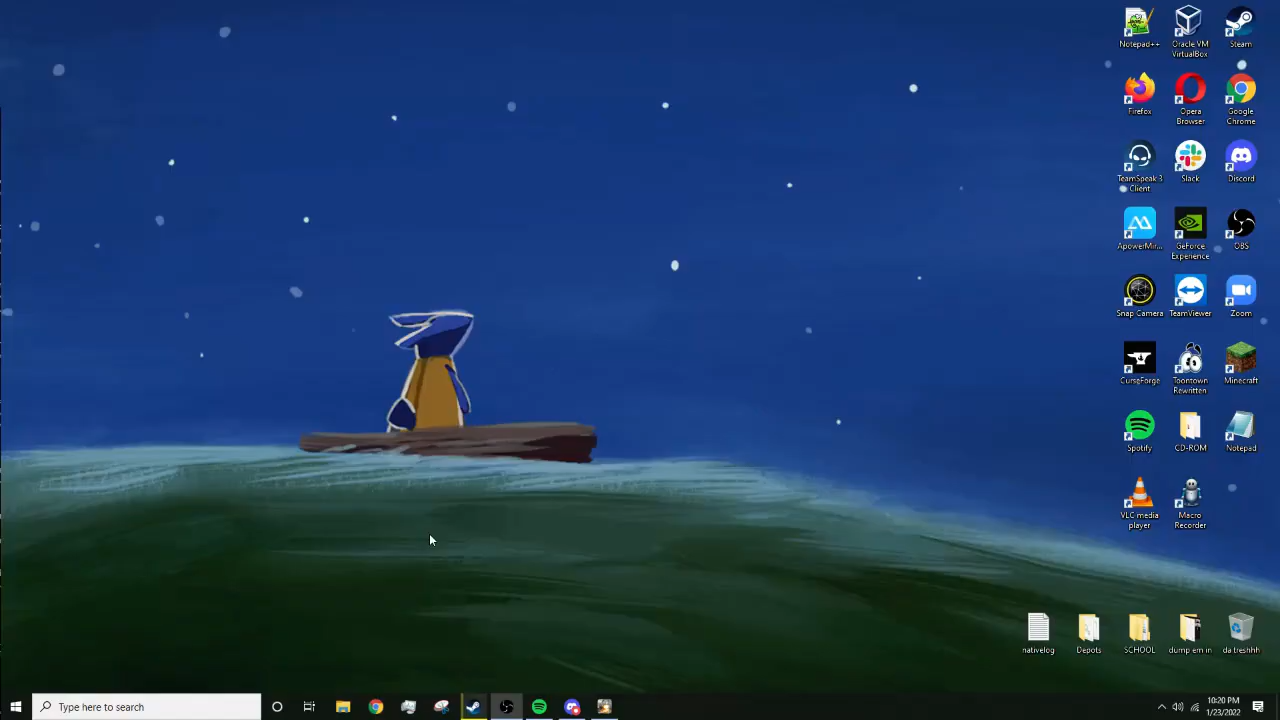 Notepad++
Oracle VM
VirtualBox
Steam
Firefox
Opera
Browser
Google
Chrome
TeamSpeak 3
Client
Slack
Discord
ApowerMir...
GeForce
Experience
OBS
Snap Camera
TeamViewer
Zoom
CurseForge
Toontown
Rewritten
Minecraft
Spotify
CD-ROM
Notepad
VLC media
player
Macro
Recorder
nativelog
Depots
SCHOOL
dump em in
da treshhh
Type here to search
10:20 PM
1/23/2022